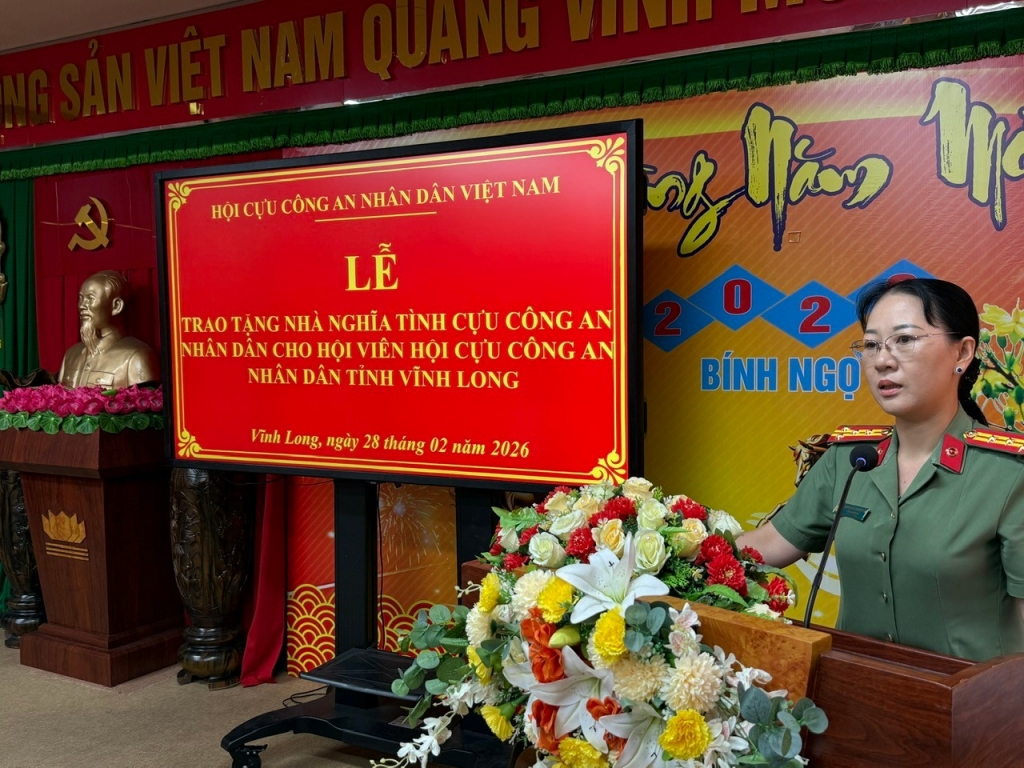 SẢN VIỆT NAM QUANG VINH
HỘI CỰU CÔNG AN NHÂN DÂN VIỆT NAM
LỄ
TRAO TẶNG NHÀ NGHĨA TÌNH CỰU CÔNG AN
NHÂN DÂN CHO HỘI VIÊN HỘI CỰU CÔNG AN
NHÂN DÂN TỈNH VĨNH LONG
Vĩnh Long, ngày 28 tháng 02 năm 2026
Năm
2 0 2
BÍNH NGỌ